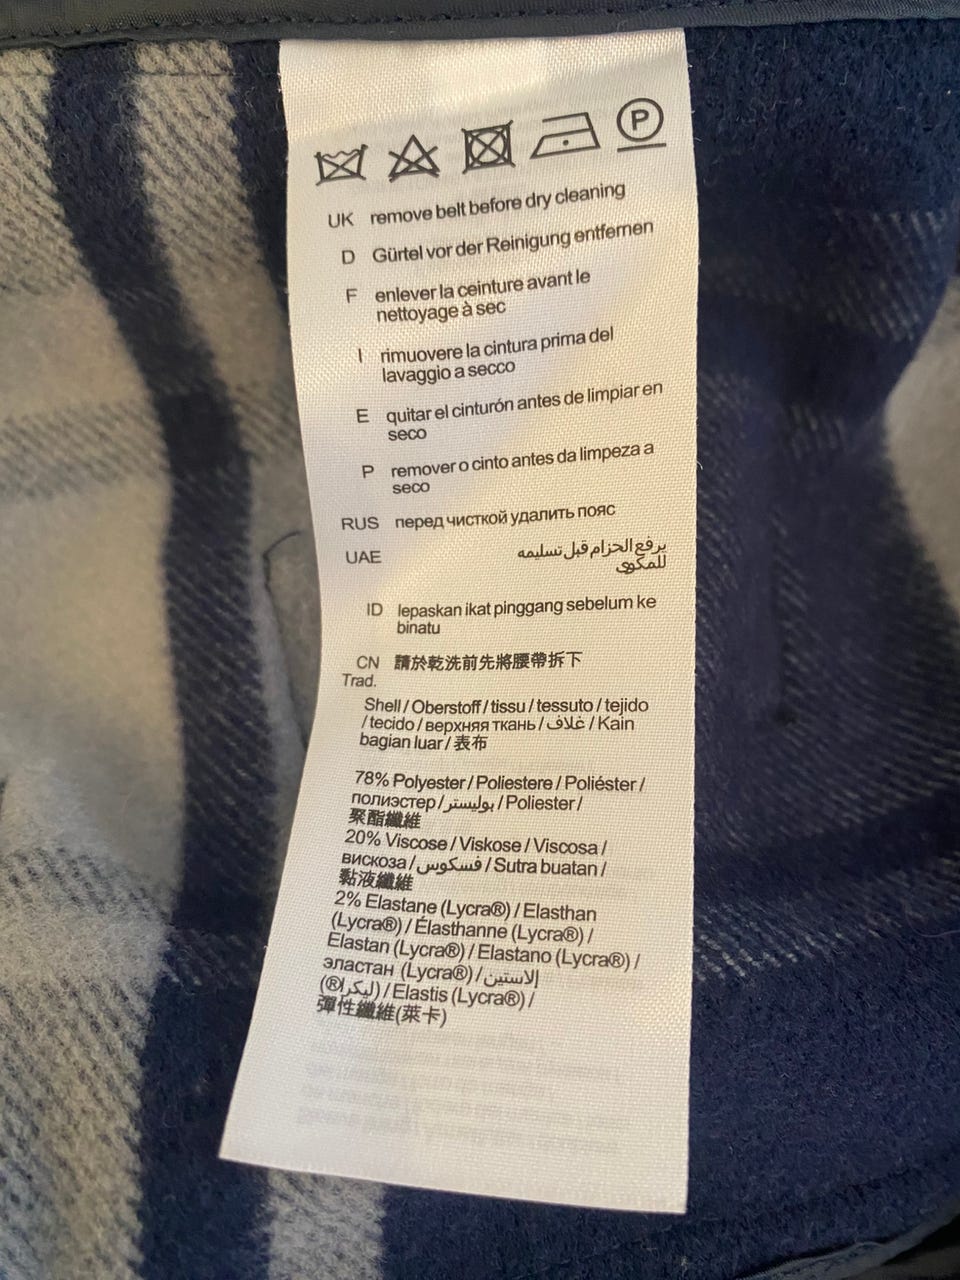 P
UK remove belt before dry cleaning
D Gürtel vor der Reinigung entfernen
F enlever la ceinture avant le
nettoyage à sec
I rimuovere la cintura prima del
lavaggio a secco
E quitar el cinturón antes de limpiar en
seco
P remover o cinto antes da limpeza a
seco
RUS перед чисткой удалить пояс
UAE يرفع الحزام قبل تسليمه
للمكوى
ID lepaskan ikat pinggang sebelum ke
binatu
CN 請於乾洗前先將腰帶拆下
Trad.
Shell / Oberstoff / tissu / tessuto / tejido
/ tecido / верхняя ткань / غلاف / Kain
bagian luar / 表布
78% Polyester / Poliestere / Poliéster /
полиэстер / بوليستر / Poliester /
聚酯纖維
20% Viscose / Viskose / Viscosa /
вискоза / فسكوس / Sutra buatan /
黏液纖維
2% Elastane (Lycra®) / Elasthan
(Lycra®) / Élasthanne (Lycra®) /
Elastan (Lycra®) / Elastano (Lycra®) /
эластан (Lycra®) / إلاستين
(ليكرا®) / Elastis (Lycra®) /
彈性纖維(萊卡)